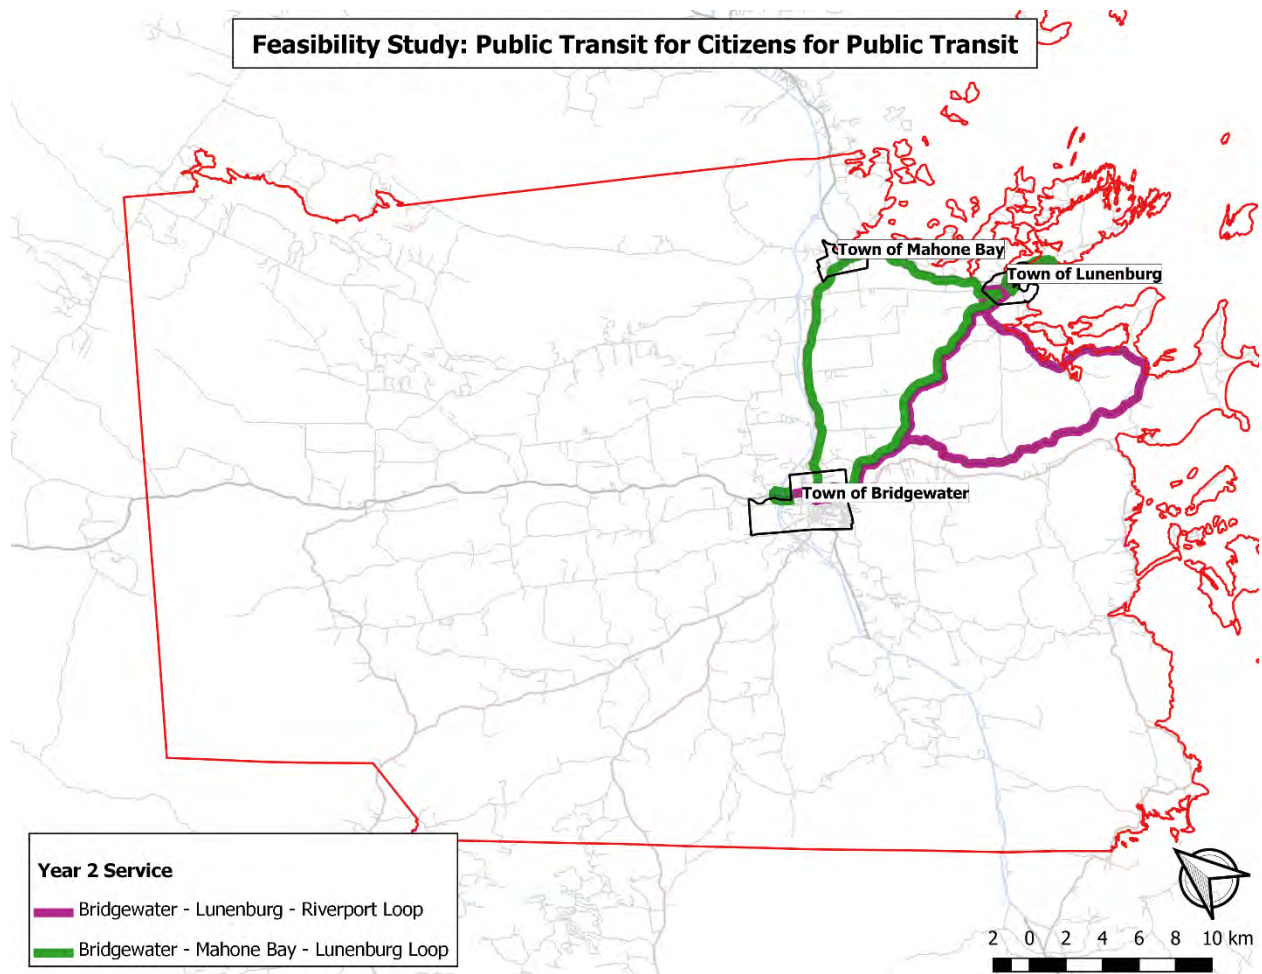 Feasibility Study: Public Transit for Citizens for Public Transit
Town of Mahone Bay
Town of Lunenburg
Town of Bridgewater
Year 2 Service
Bridgewater - Lunenburg - Riverport Loop
Bridgewater - Mahone Bay - Lunenburg Loop
2 0 2 4 6 8 10 km